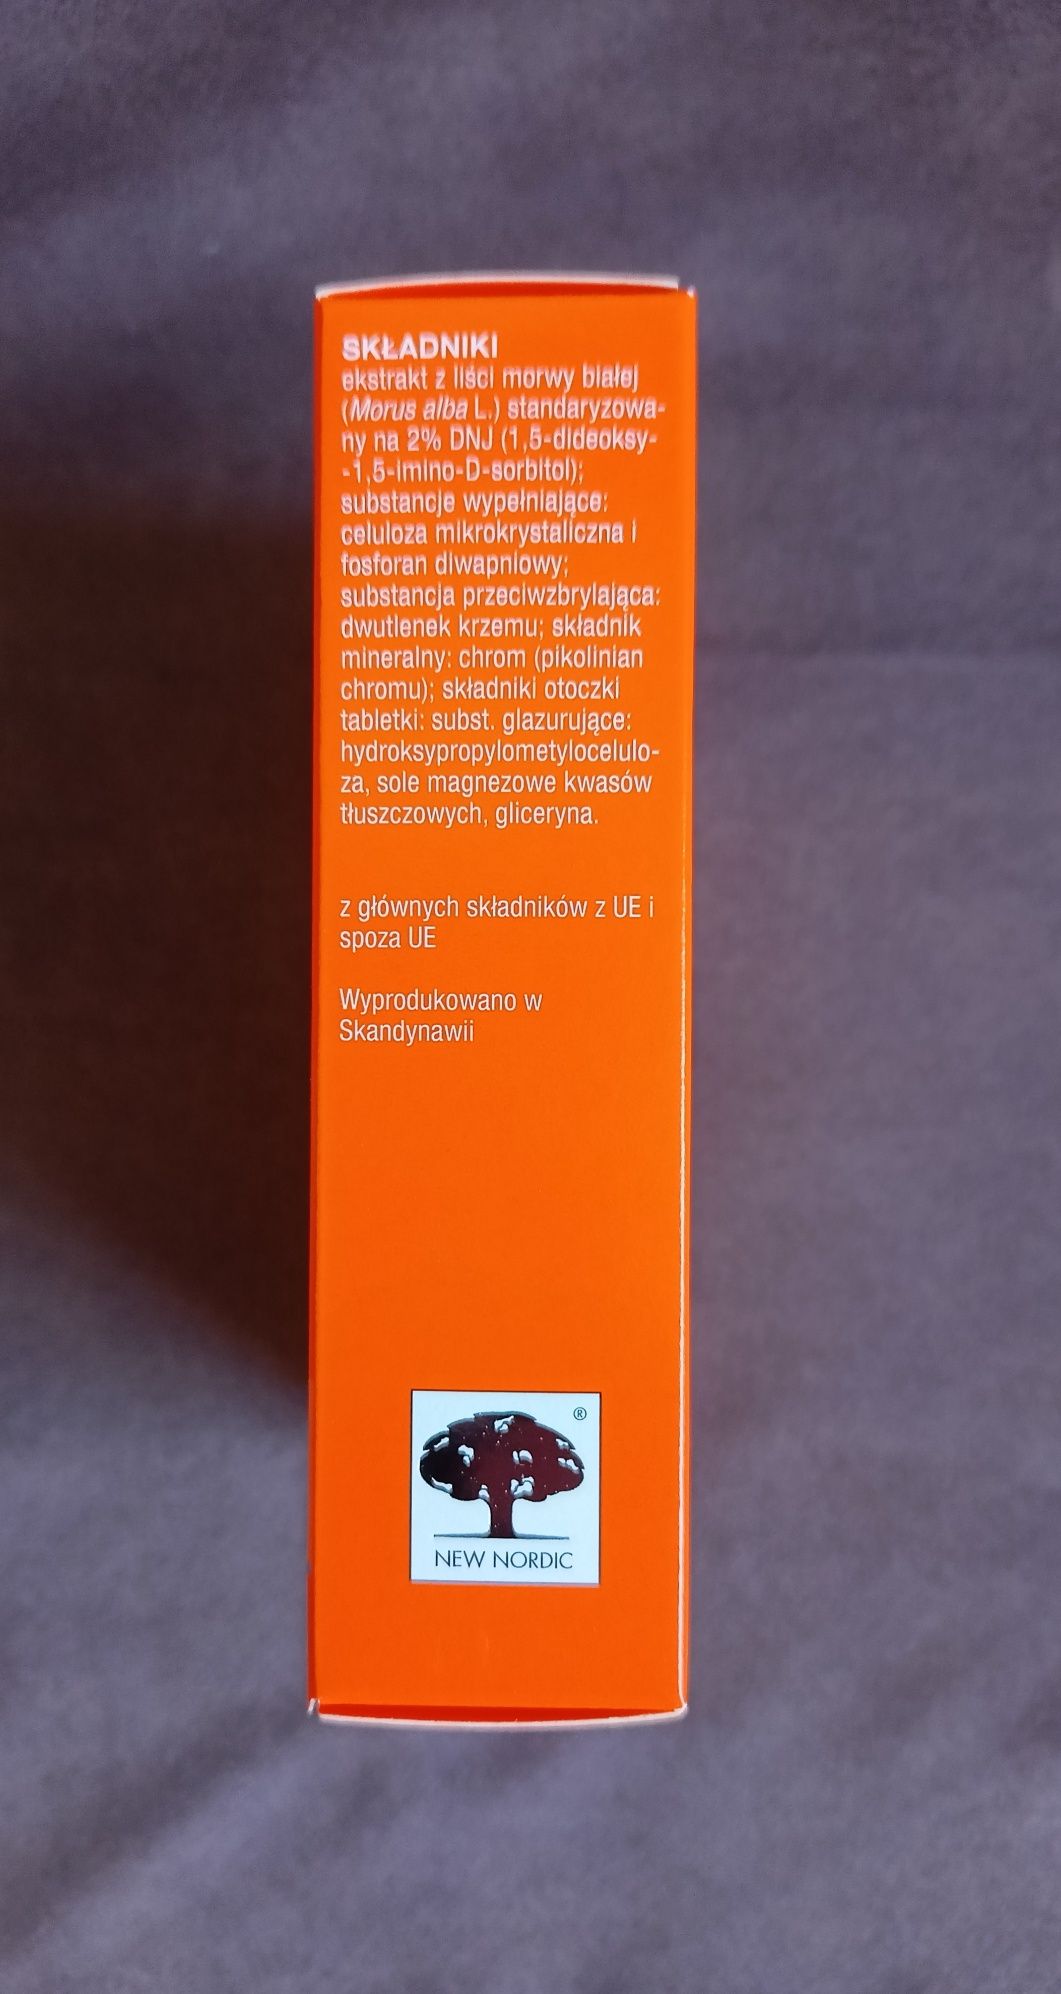 SKŁADNIKI
ekstrakt z liści morwy białej
(Morus alba L.) standaryzowa-
ny na 2% DNJ (1,5-dideoksy-
-1,5-imino-D-sorbitol);
substancje wypełniające:
celuloza mikrokrystaliczna i
fosforan diwapniowy;
substancja przeciwzbrylająca:
dwutlenek krzemu; składnik
mineralny: chrom (pikolinian
chromu); składniki otoczki
tabletki: subst. glazurujące:
hydroksypropylometylocelulo-
za, sole magnezowe kwasów
tłuszczowych, gliceryna.
z głównych składników z UE i
spoza UE
Wyprodukowano w
Skandynawii
®
NEW NORDIC